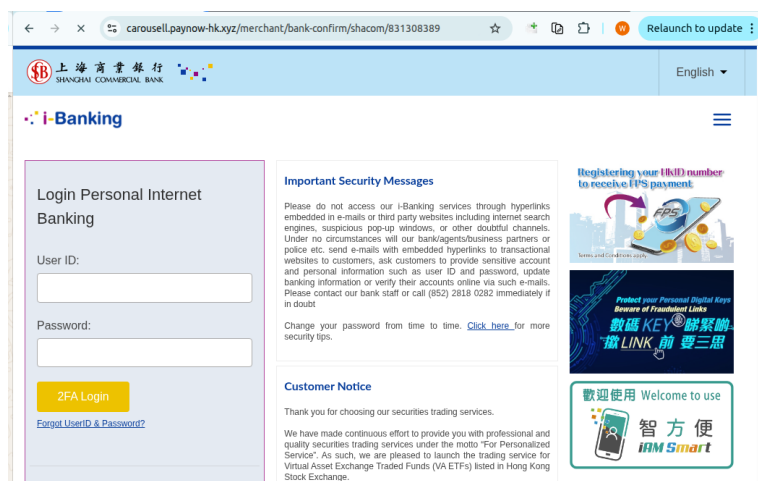 carousell.paynow-hk.xyz/merchant/bank-confirm/shacom/831308389
W
Relaunch to update
上海商業銀行
SHANGHAI COMMERCIAL BANK
English
i-Banking
Login Personal Internet
Banking
User ID:
Password:
2FA Login
Forgot UserID & Password?
Important Security Messages
Please do not access our i-Banking services through hyperlinks
embedded in e-mails or third party websites including internet search
engines, suspicious pop-up windows, or other doubtful channels.
Under no circumstances will our bank/agents/business partners or
police etc. send e-mails with embedded hyperlinks to transactional
websites to customers, ask customers to provide sensitive account
and personal information such as user ID and password, update
banking information or verify their accounts online via such e-mails.
Please contact our bank staff or call (852) 2818 0282 immediately if
in doubt
Change your password from time to time. Click here for more
security tips.
Customer Notice
Thank you for choosing our securities trading services.
We have made continuous effort to provide you with professional and
quality securities trading services under the motto "For Personalized
Service". As such, we are pleased to launch the trading service for
Virtual Asset Exchange Traded Funds (VA ETFs) listed in Hong Kong
Stock Exchange.
Registering your HKID number
to receive FPS payment
FPS
Terms and Conditions apply
Protect your Personal Digital Keys
Beware of Fraudulent Links
數碼KEY 睇緊啲
撳LINK前 要三思
歡迎使用 Welcome to use
智方便
iAM Smart